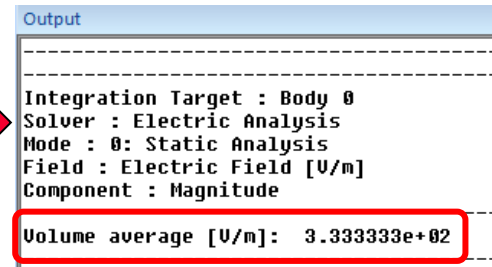 Output
--------------------------------------------
--------------------------------------------
Integration Target : Body 0
Solver : Electric Analysis
Mode : 0: Static Analysis
Field : Electric Field [V/m]
Component : Magnitude
--------------------------------------------
Volume average [V/m]:  3.333333e+02
--------------------------------------------